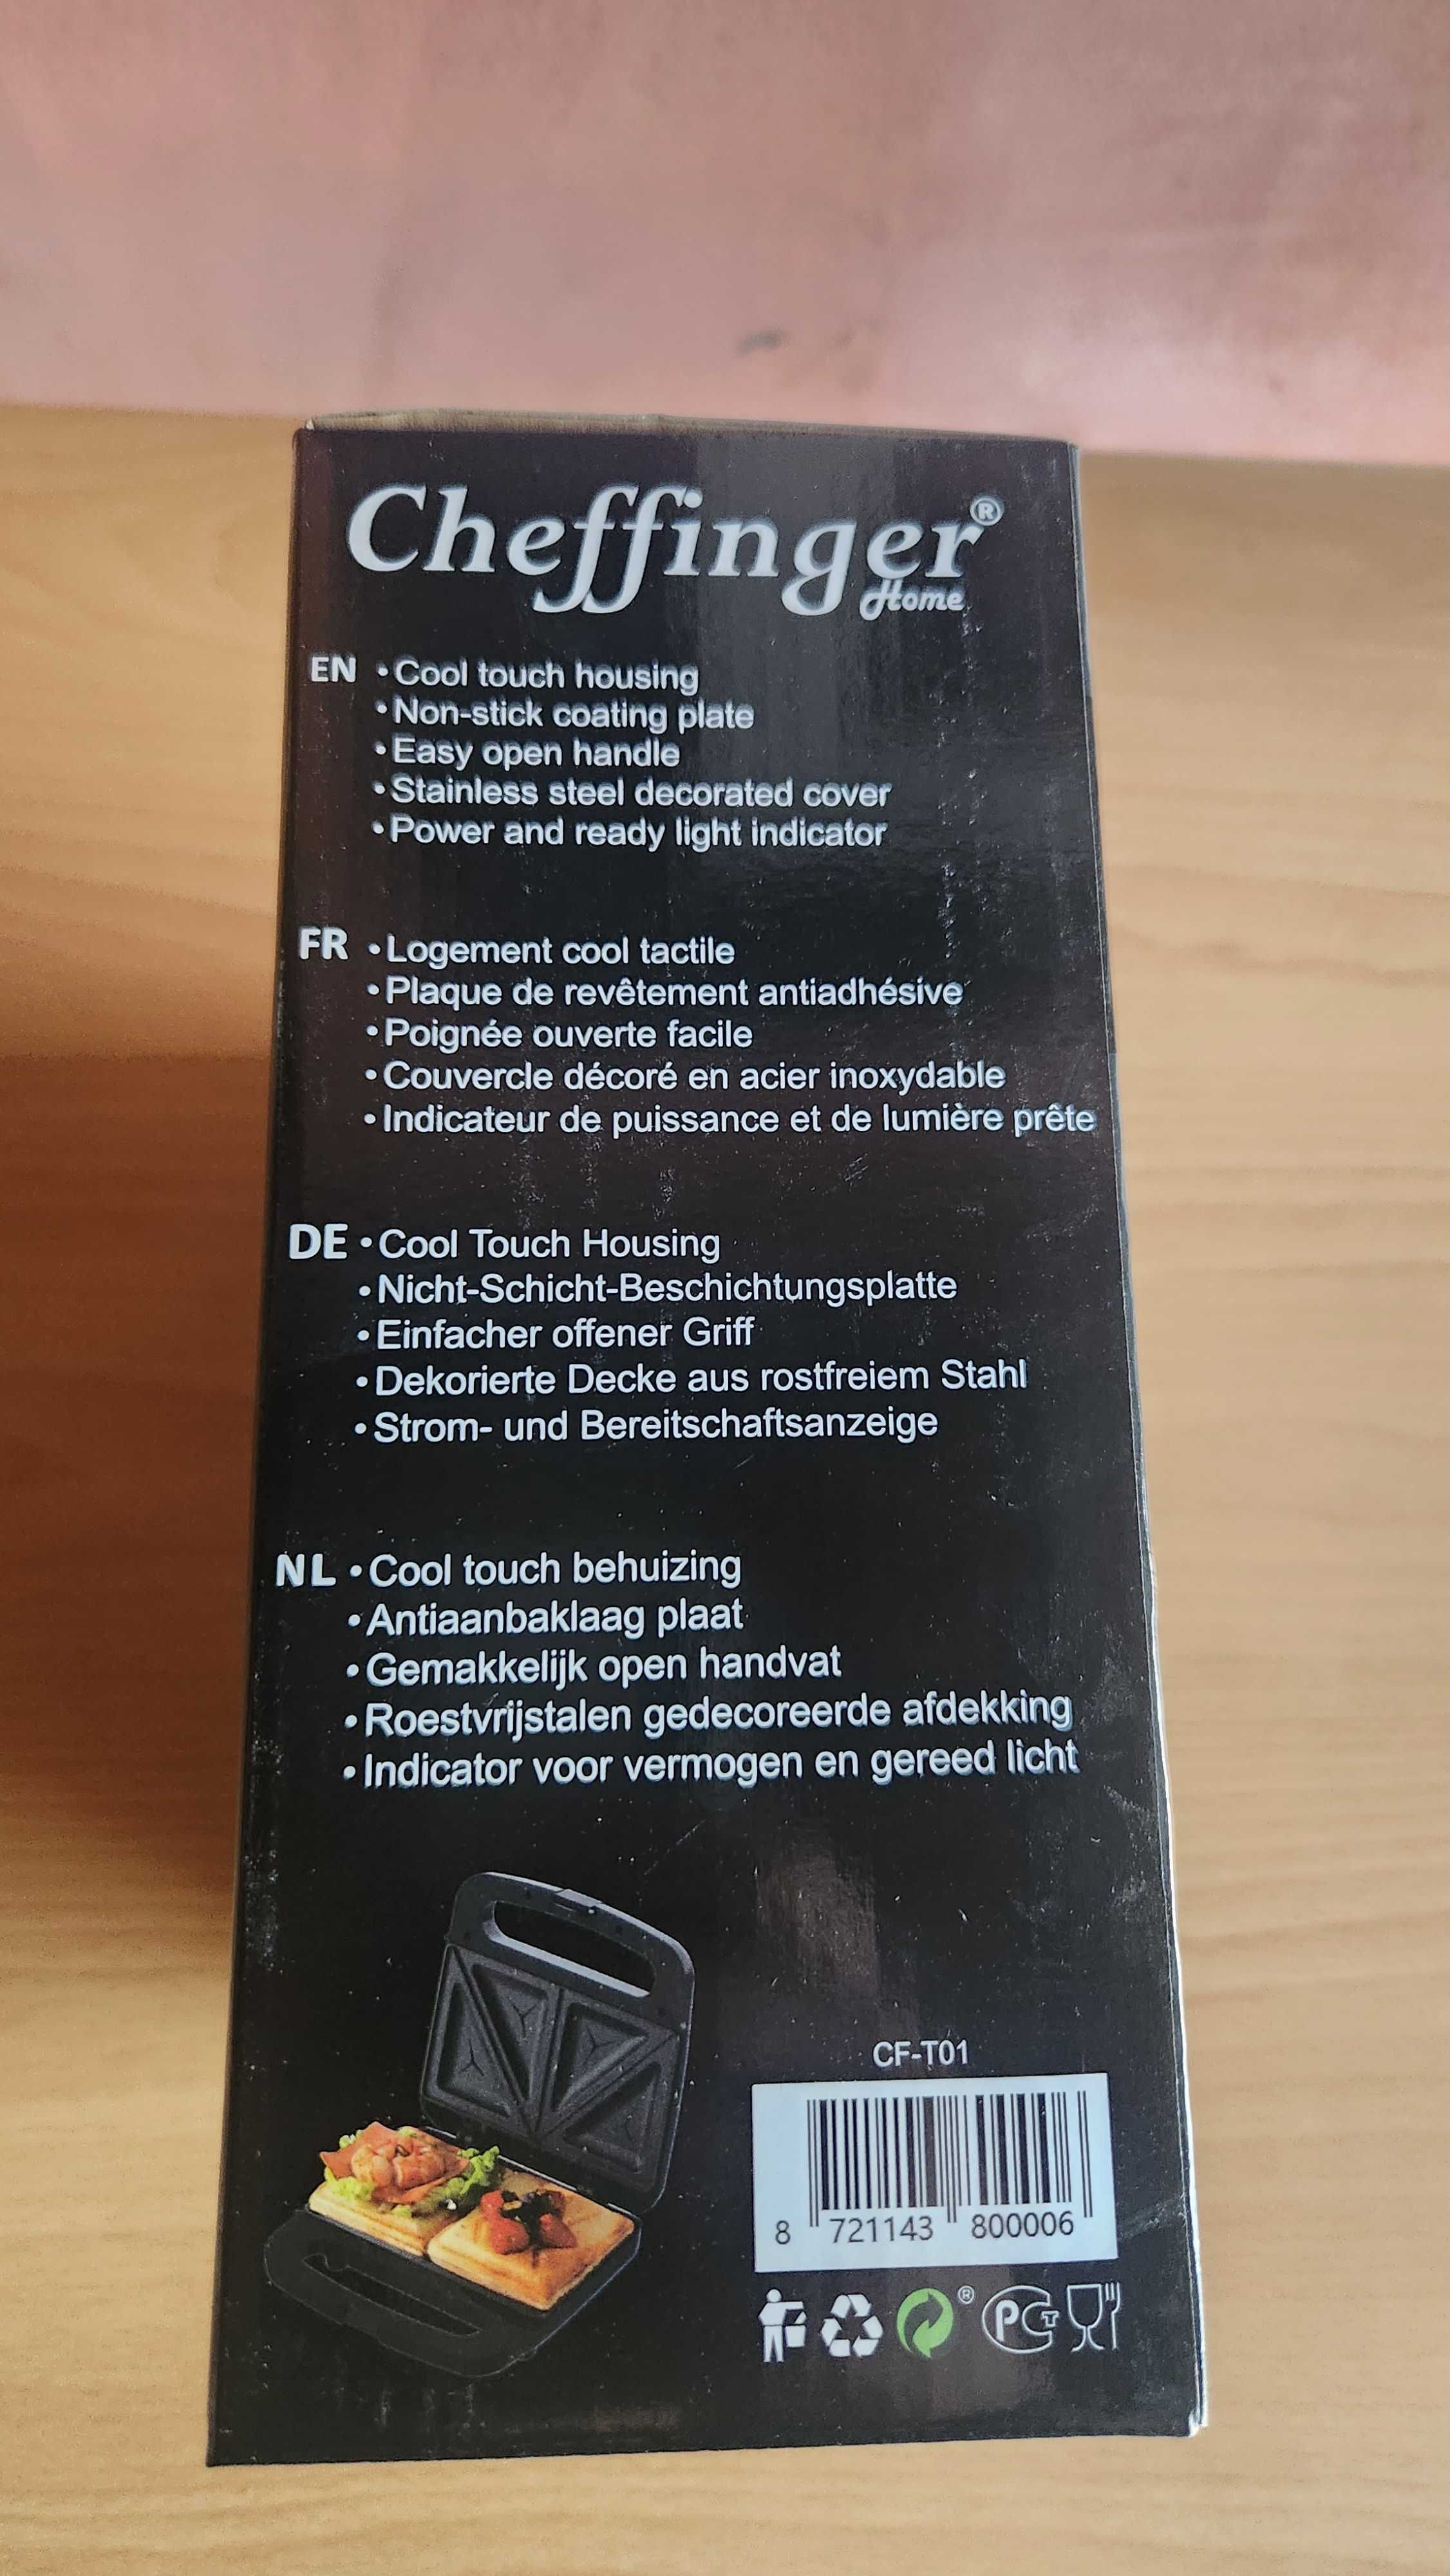 Cheffinger®
Home
EN • Cool touch housing
• Non-stick coating plate
• Easy open handle
• Stainless steel decorated cover
• Power and ready light indicator
FR • Logement cool tactile
• Plaque de revêtement antiadhésive
• Poignée ouverte facile
• Couvercle décoré en acier inoxydable
• Indicateur de puissance et de lumière prête
DE • Cool Touch Housing
• Nicht-Schicht-Beschichtungsplatte
• Einfacher offener Griff
• Dekorierte Decke aus rostfreiem Stahl
• Strom- und Bereitschaftsanzeige
NL • Cool touch behuizing
• Antiaanbaklaag plaat
• Gemakkelijk open handvat
• Roestvrijstalen gedecoreerde afdekking
• Indicator voor vermogen en gereed licht
CF-T01
8 721143 800006
® PCT